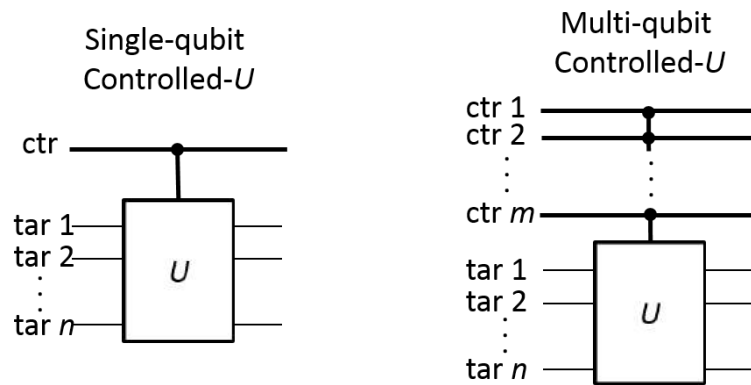 Single-qubit
Controlled-U
ctr
tar 1
tar 2
tar n
U
Multi-qubit
Controlled-U
ctr 1
ctr 2
ctr m
tar 1
tar 2
tar n
U